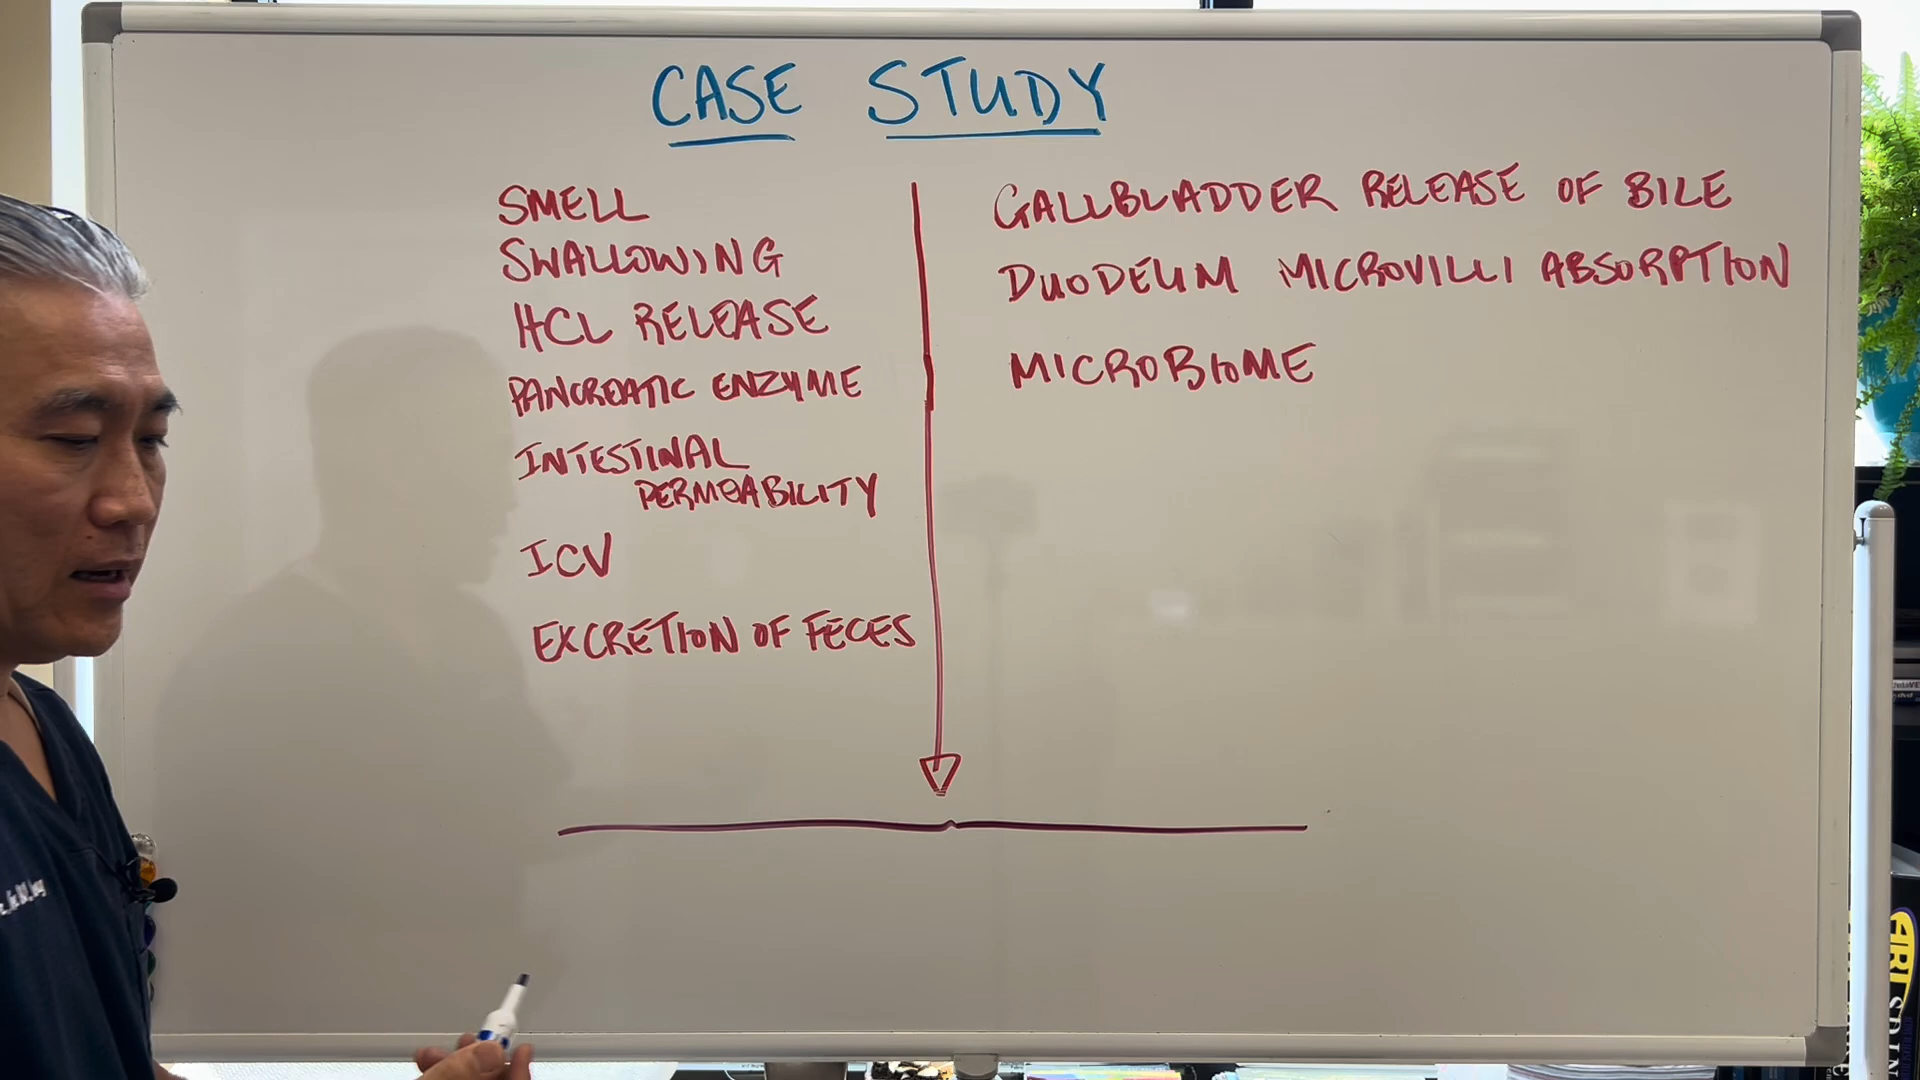 CASE STUDY
SMELL
SWALLOWING
HCL RELEASE
PANCREATIC ENZYME
INTESTINAL
PERMEABILITY
ICV
EXCRETION OF FECES
GALLBLADDER RELEASE OF BILE
DUODEUM MICROVILLI ABSORPTION
MICROBIOME